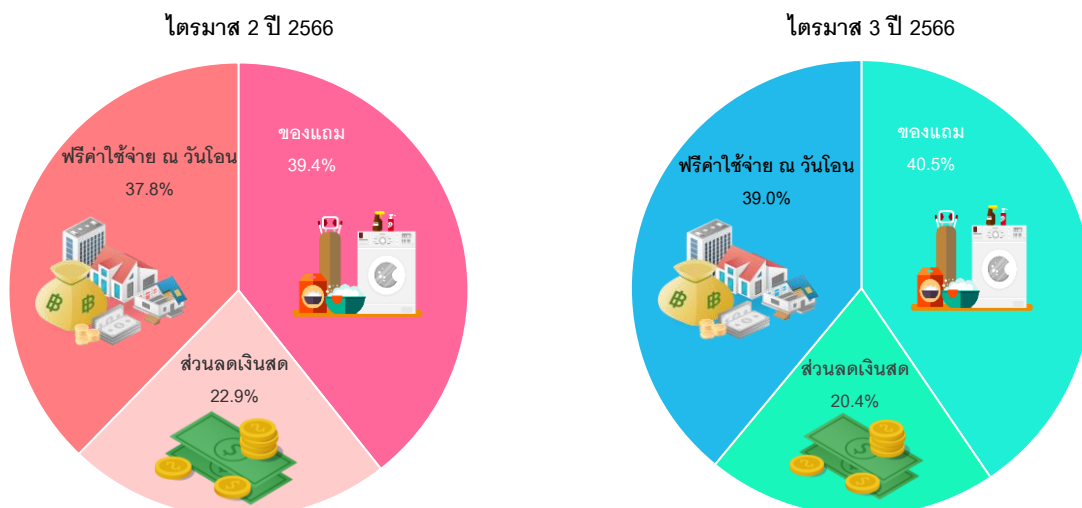 ไตรมาส 2 ปี 2566
ของแถม
39.4%
ฟรีค่าใช้จ่าย ณ วันโอน
37.8%
ส่วนลดเงินสด
22.9%
ไตรมาส 3 ปี 2566
ของแถม
40.5%
ฟรีค่าใช้จ่าย ณ วันโอน
39.0%
ส่วนลดเงินสด
20.4%